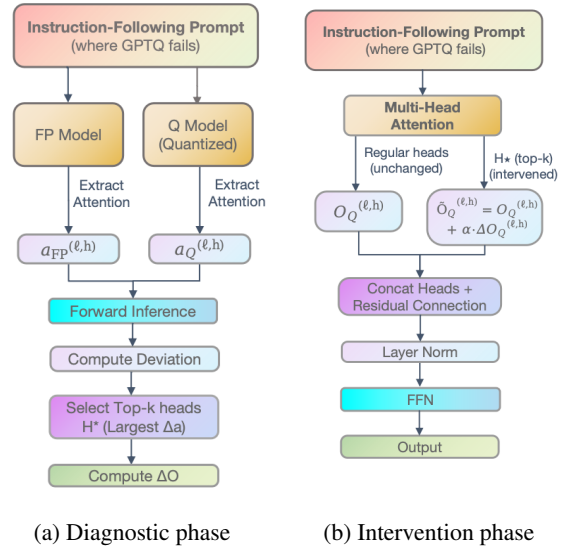 Instruction-Following Prompt
(where GPTQ fails)
FP Model
Q Model
(Quantized)
Extract
Attention
Extract
Attention
a_FP^(ℓ,h)
a_Q^(ℓ,h)
Forward Inference
Compute Deviation
Select Top-k heads
H* (Largest Δa)
Compute ΔO
(a) Diagnostic phase
Instruction-Following Prompt
(where GPTQ fails)
Multi-Head
Attention
Regular heads
(unchanged)
H★ (top-k)
(intervened)
O_Q^(ℓ,h)
Õ_Q^(ℓ,h) = O_Q^(ℓ,h)
+ α·ΔO_Q^(ℓ,h)
Concat Heads +
Residual Connection
Layer Norm
FFN
Output
(b) Intervention phase